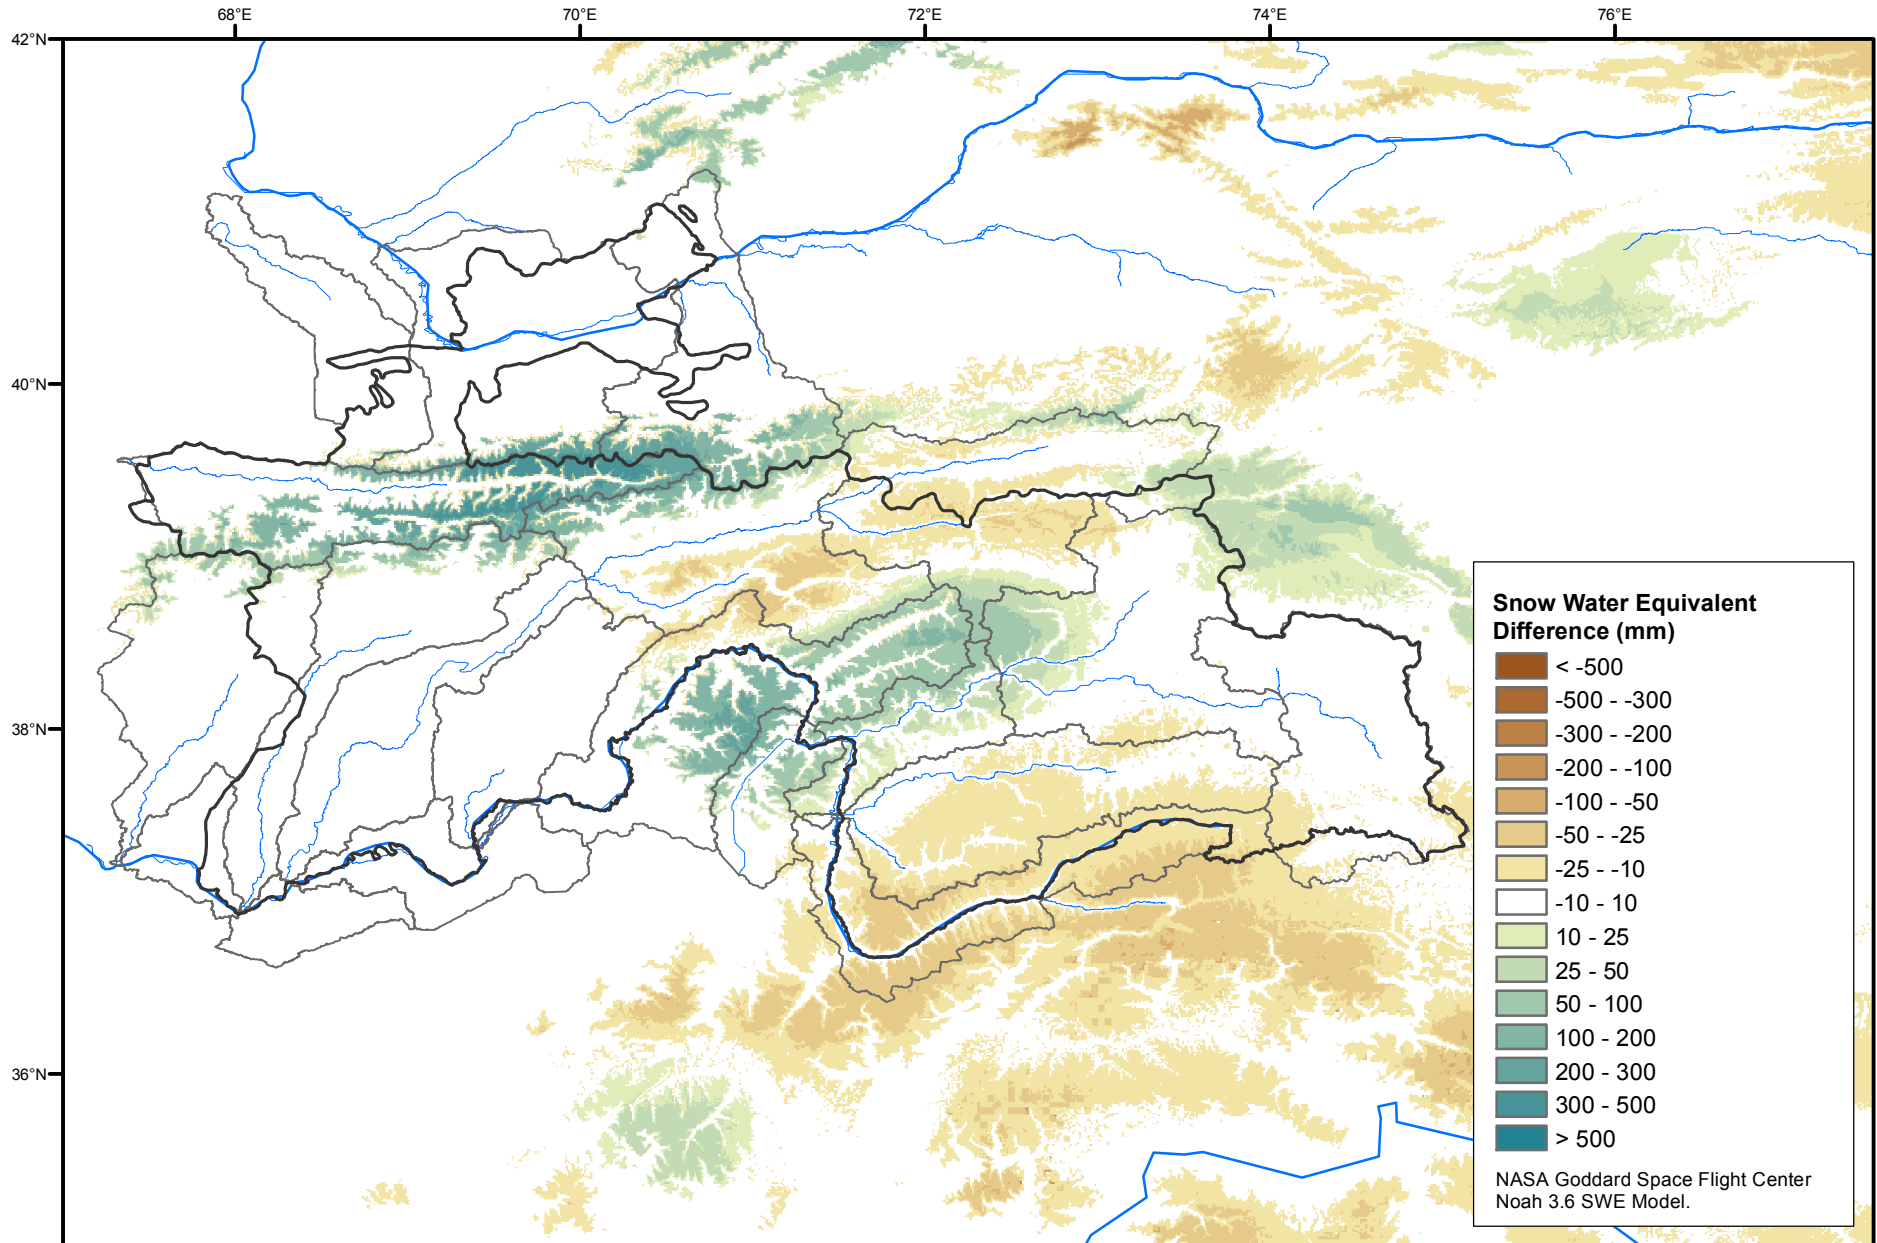 68°E
70°E
72°E
74°E
76°E
42°N
40°N
38°N
36°N
Snow Water Equivalent
Difference (mm)
< -500
-500 - -300
-300 - -200
-200 - -100
-100 - -50
-50 - -25
-25 - -10
-10 - 10
10 - 25
25 - 50
50 - 100
100 - 200
200 - 300
300 - 500
> 500
NASA Goddard Space Flight Center
Noah 3.6 SWE Model.